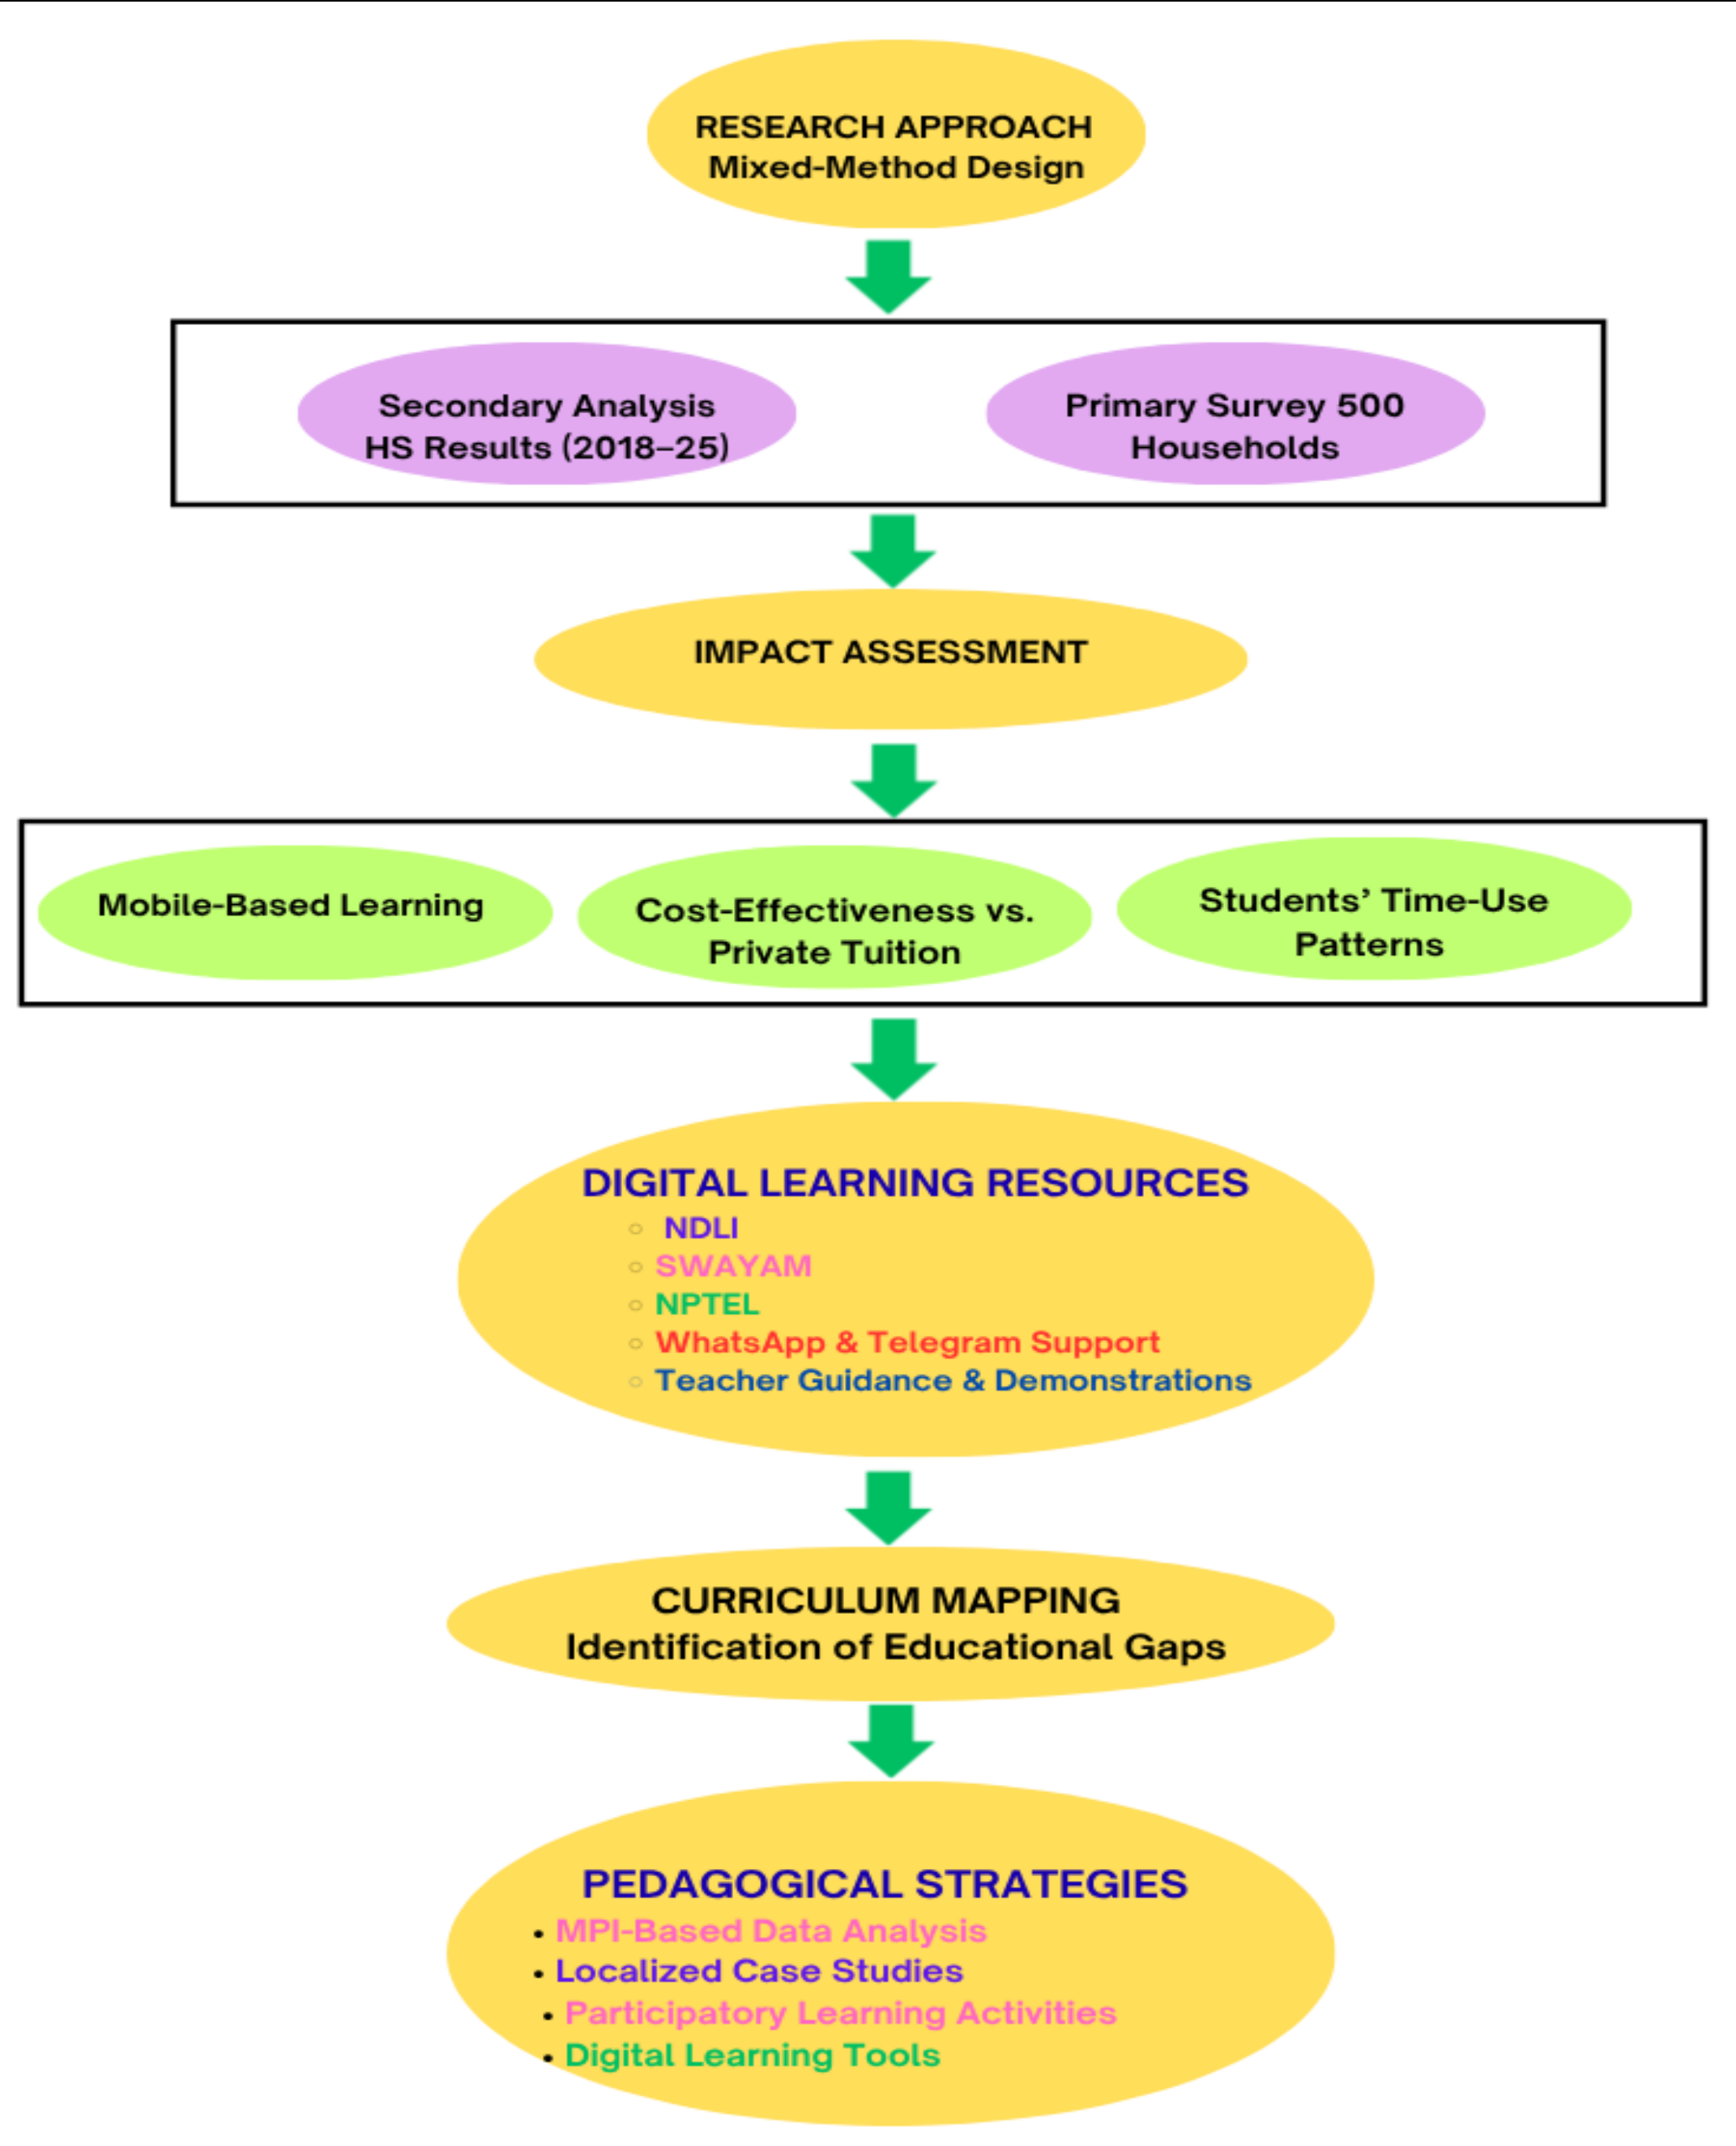 RESEARCH APPROACH
Mixed-Method Design
Secondary Analysis
HS Results (2018–25)
Primary Survey 500
Households
IMPACT ASSESSMENT
Mobile-Based Learning
Cost-Effectiveness vs.
Private Tuition
Students’ Time-Use
Patterns
DIGITAL LEARNING RESOURCES
NDLI
SWAYAM
NPTEL
WhatsApp & Telegram Support
Teacher Guidance & Demonstrations
CURRICULUM MAPPING
Identification of Educational Gaps
PEDAGOGICAL STRATEGIES
MPI-Based Data Analysis
Localized Case Studies
Participatory Learning Activities
Digital Learning Tools